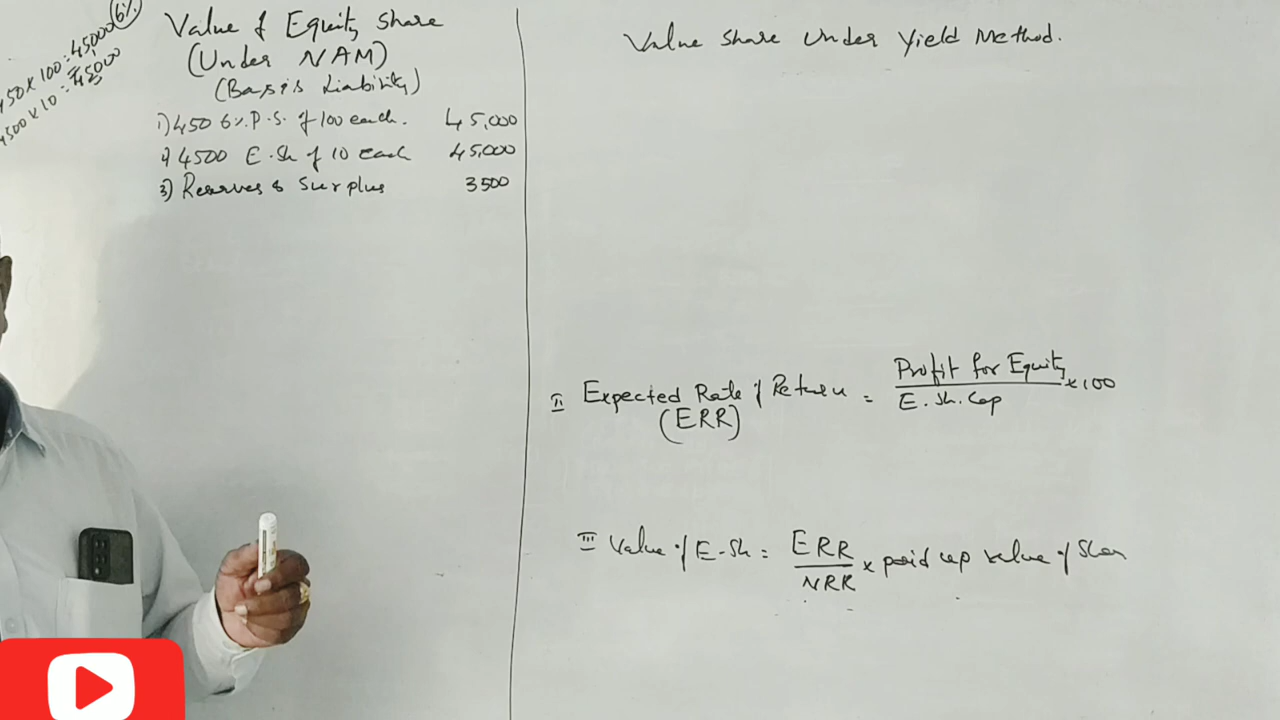 450 x 100 = 45000 6%
4500 x 10 = 45000
Value of Equity Share
(Under NAM)
(Basis Liability)
1) 450 6% P.S. of 100 each. 45,000
2) 4500 E.Sh of 10 each 45,000
3) Reserves & Surplus 3500
Value Share Under Yield Method.
II Expected Rate of Return = Profit for Equity / E.Sh.Cap x 100
(ERR)
III Value of E-Sh = ERR / NRR x paid up value of Share